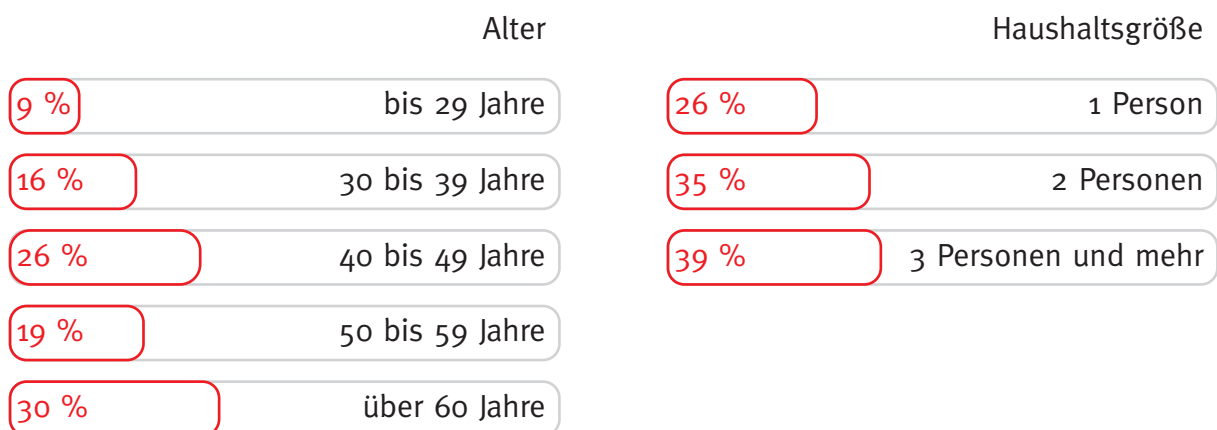 Alter
9 % bis 29 Jahre
16 % 30 bis 39 Jahre
26 % 40 bis 49 Jahre
19 % 50 bis 59 Jahre
30 % über 60 Jahre
Haushaltsgröße
26 % 1 Person
35 % 2 Personen
39 % 3 Personen und mehr